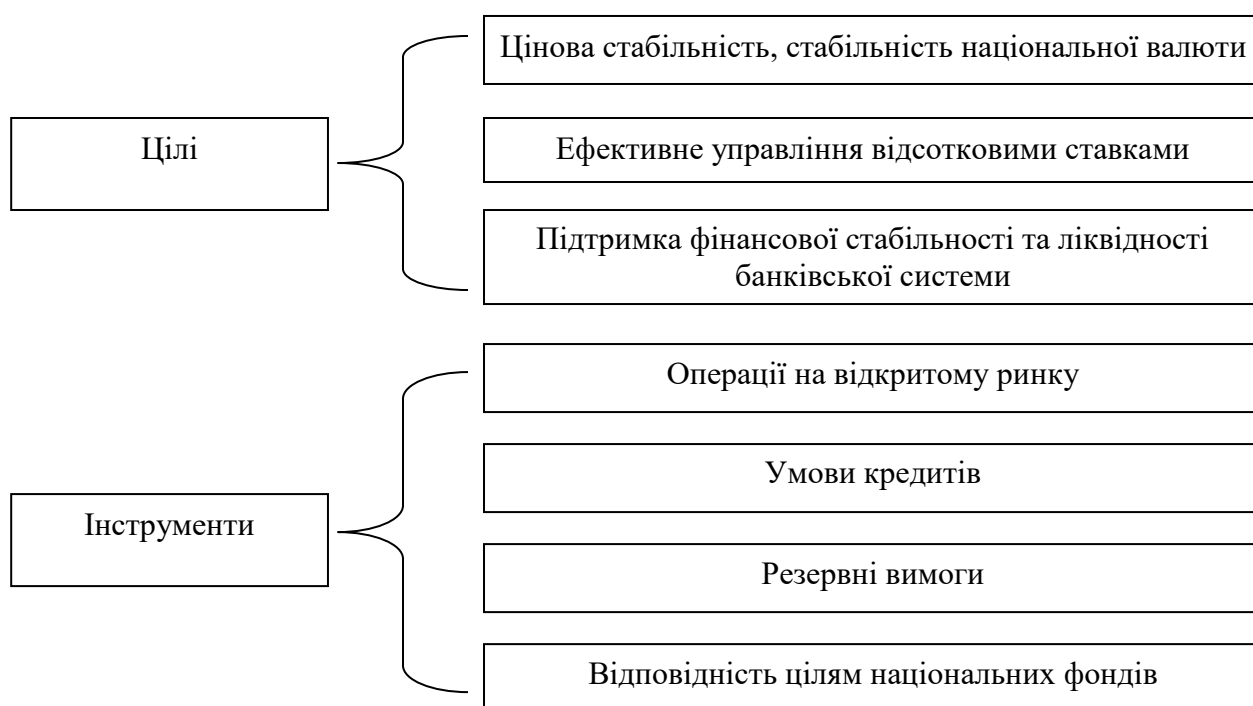 Цілі
Цінова стабільність, стабільність національної валюти
Ефективне управління відсотковими ставками
Підтримка фінансової стабільності та ліквідності
банківської системи
Інструменти
Операції на відкритому ринку
Умови кредитів
Резервні вимоги
Відповідність цілям національних фондів